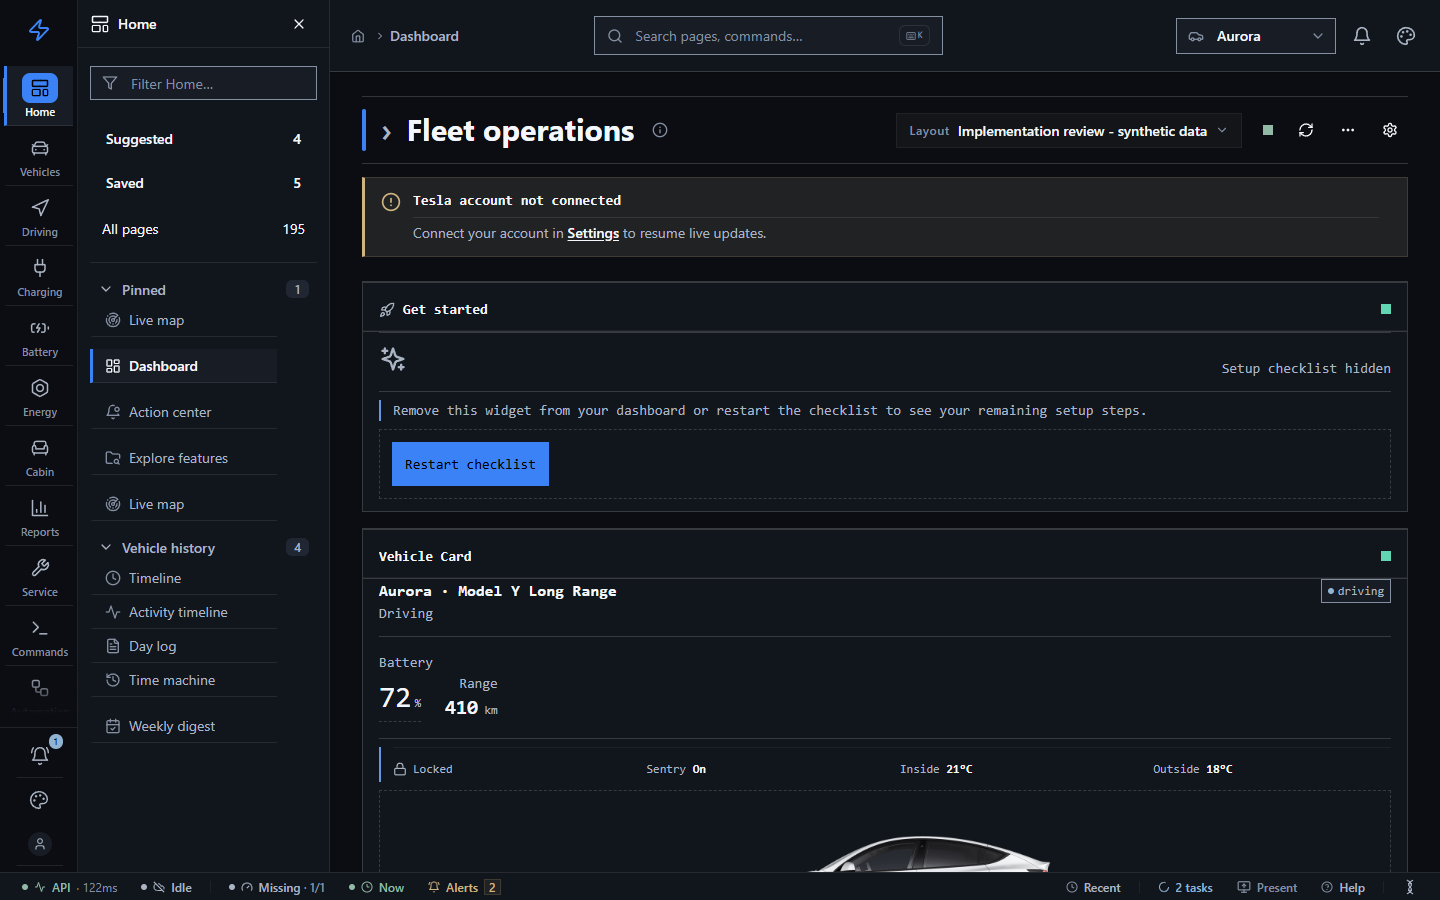 Home
Dashboard
Search pages, commands...
K
Aurora
Home
Vehicles
Driving
Charging
Battery
Energy
Cabin
Reports
Service
Commands
1
Filter Home...
Suggested 4
Saved 5
All pages 195
Pinned 1
Live map
Dashboard
Action center
Explore features
Live map
Vehicle history 4
Timeline
Activity timeline
Day log
Time machine
Weekly digest
Fleet operations
Layout Implementation review - synthetic data
Tesla account not connected
Connect your account in Settings to resume live updates.
Get started
Setup checklist hidden
Remove this widget from your dashboard or restart the checklist to see your remaining setup steps.
Restart checklist
Vehicle Card
Aurora · Model Y Long Range
driving
Driving
Battery
72 %
Range
410 km
Locked
Sentry On
Inside 21°C
Outside 18°C
API · 122ms
Idle
Missing · 1/1
Now
Alerts 2
Recent
2 tasks
Present
Help